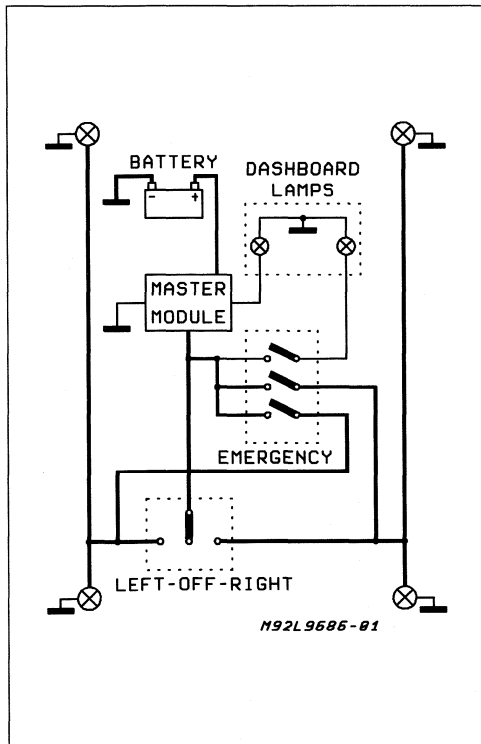 BATTERY
DASHBOARD
LAMPS
- +
MASTER
MODULE
EMERGENCY
LEFT-OFF-RIGHT
M92L9686-01